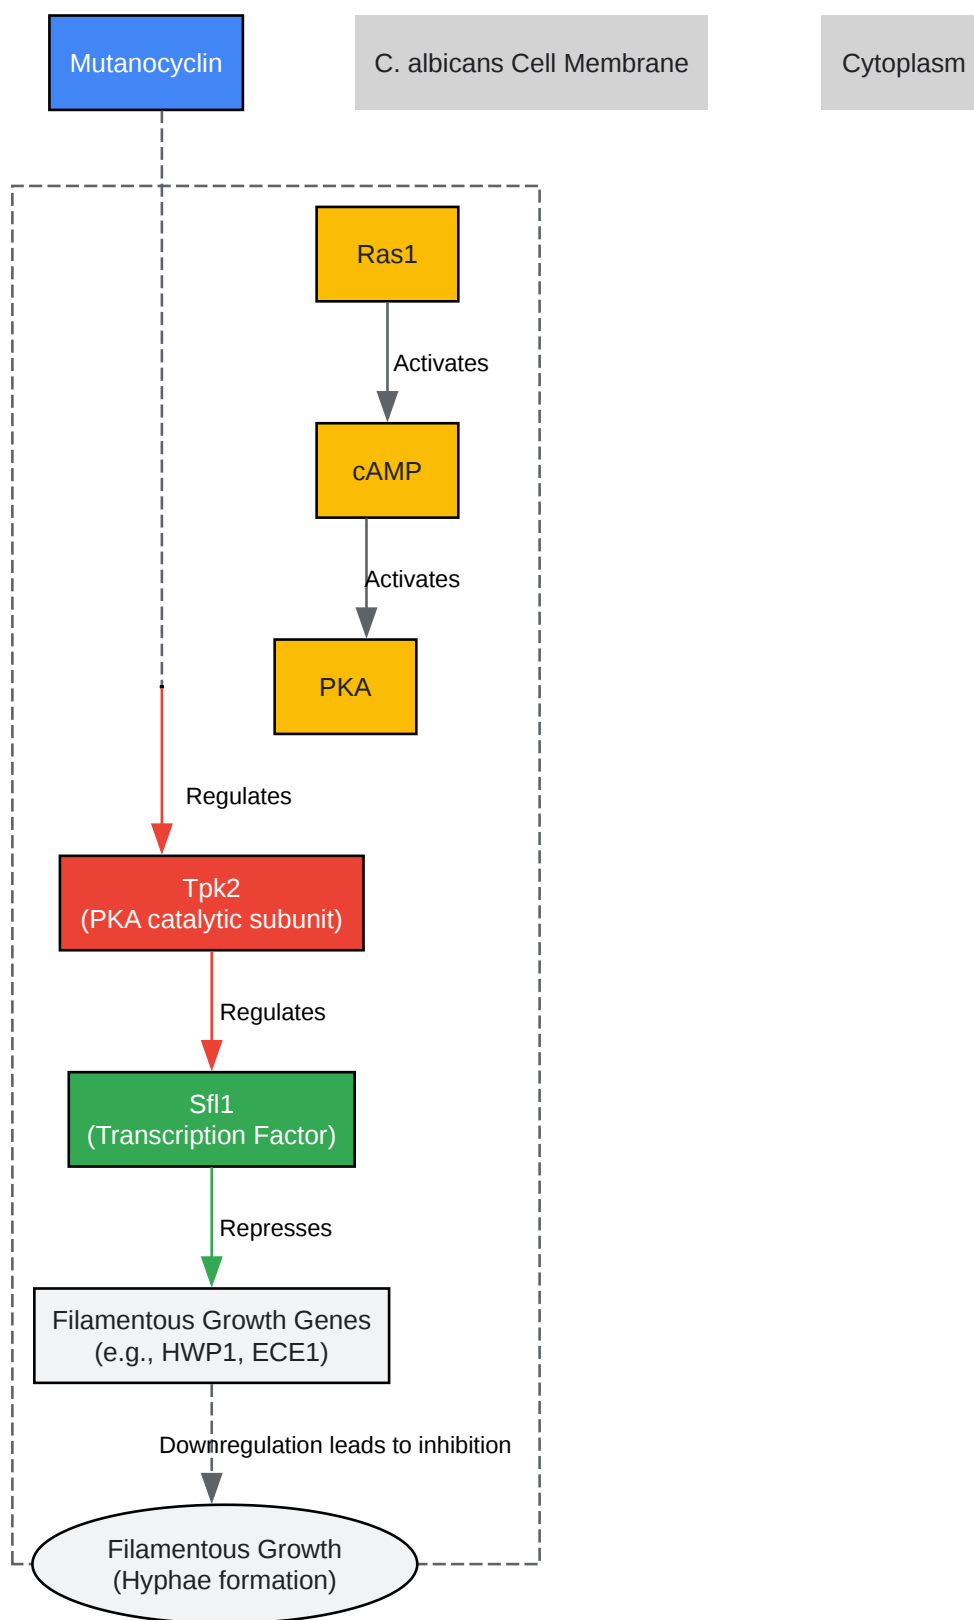 Mutanocyclin
C. albicans Cell Membrane
Cytoplasm
Ras1
Activates
cAMP
Activates
PKA
Regulates
Tpk2
(PKA catalytic subunit)
Regulates
Sfl1
(Transcription Factor)
Represses
Filamentous Growth Genes
(e.g., HWP1, ECE1)
Downregulation leads to inhibition
Filamentous Growth
(Hyphae formation)